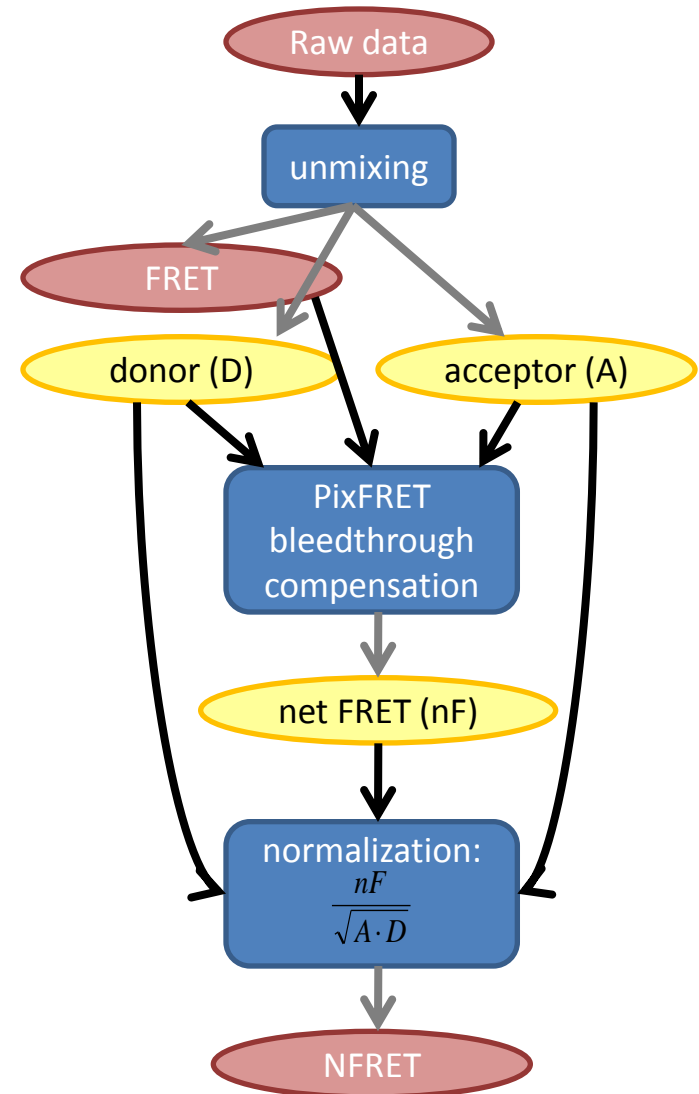 Raw data
unmixing
FRET
donor (D)
acceptor (A)
PixFRET
bleedthrough
compensation
net FRET (nF)
normalization:
nF
√A·D
NFRET